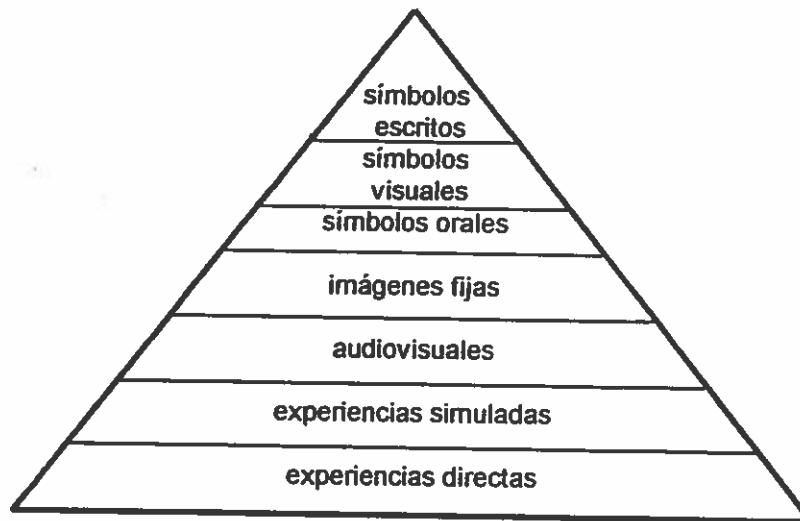 símbolos
escritos
símbolos
visuales
símbolos orales
imágenes fijas
audiovisuales
experiencias simuladas
experiencias directas